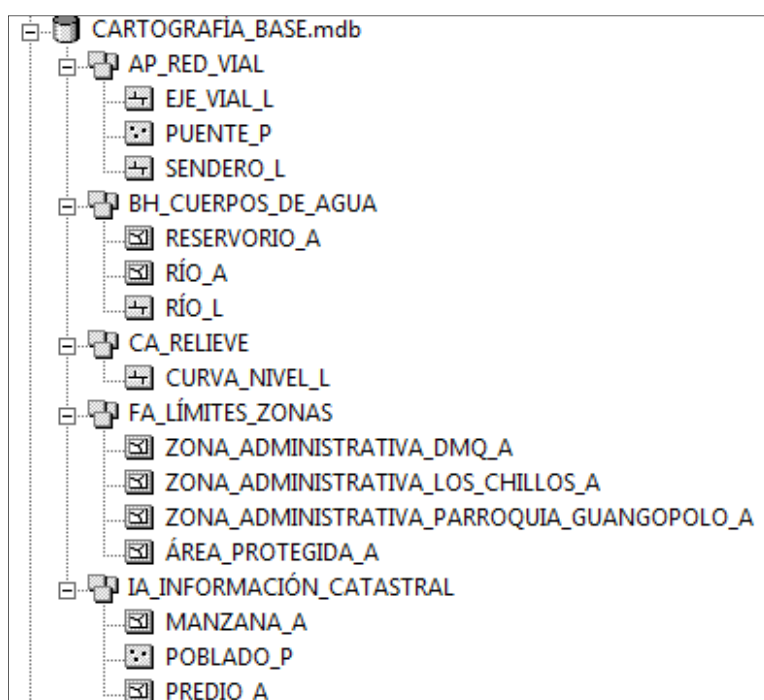 CARTOGRAFÍA_BASE.mdb
AP_RED_VIAL
EJE_VIAL_L
PUENTE_P
SENDERO_L
BH_CUERPOS_DE_AGUA
RESERVORIO_A
RÍO_A
RÍO_L
CA_RELIEVE
CURVA_NIVEL_L
FA_LÍMITES_ZONAS
ZONA_ADMINISTRATIVA_DMQ_A
ZONA_ADMINISTRATIVA_LOS_CHILLOS_A
ZONA_ADMINISTRATIVA_PARROQUIA_GUANGOPOLO_A
ÁREA_PROTEGIDA_A
IA_INFORMACIÓN_CATASTRAL
MANZANA_A
POBLADO_P
PREDIO_A